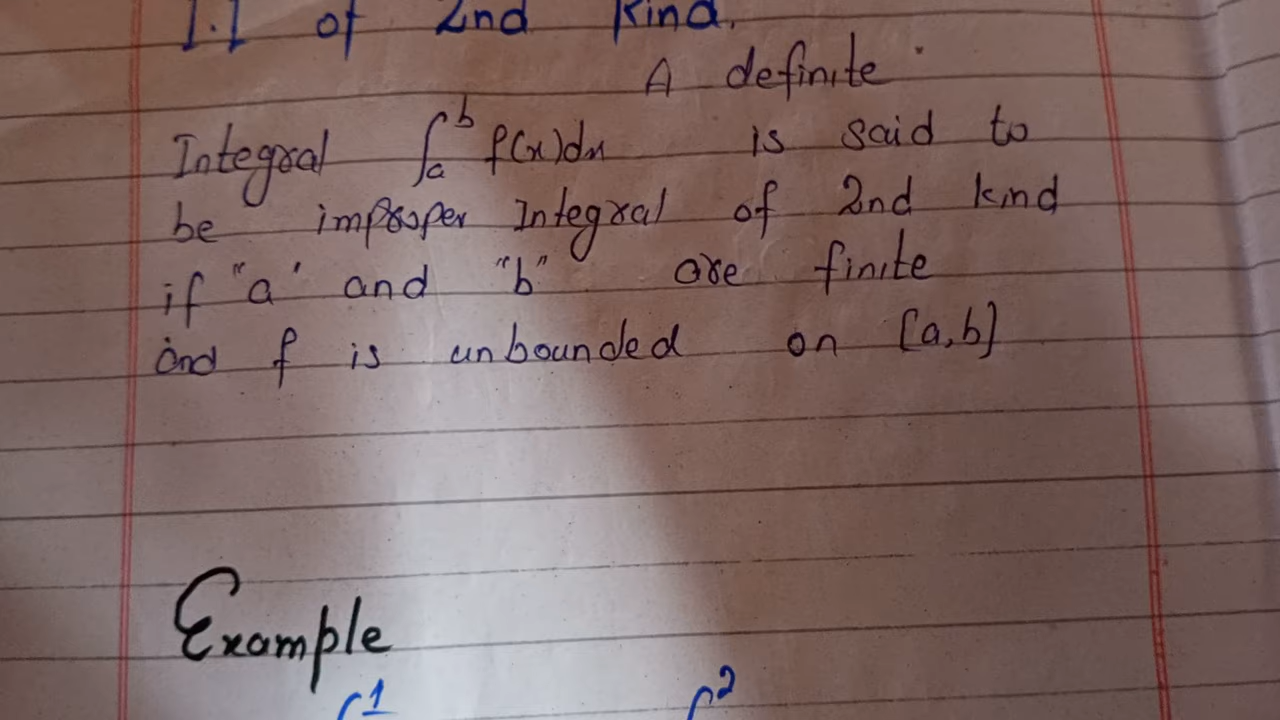 I.I of 2nd kind.
A definite
Integral ∫_a^b f(x)dx is said to
be improper Integral of 2nd kind
if "a' and "b" are finite
and f is unbounded on [a,b]
Example
∫^1 ∫^2